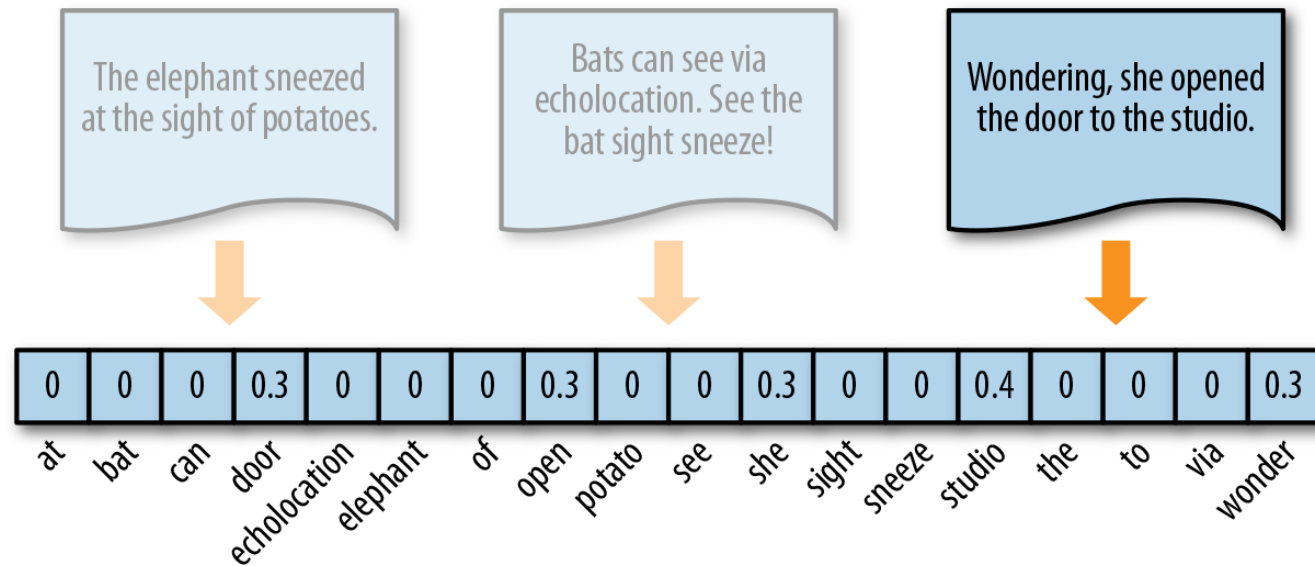 The elephant sneezed
at the sight of potatoes.
Bats can see via
echolocation. See the
bat sight sneeze!
Wondering, she opened
the door to the studio.
0 0 0 0.3 0 0 0 0.3 0 0 0.3 0 0 0.4 0 0 0 0.3
at bat can door echolocation elephant of open potato see she sight sneeze studio the to via wonder